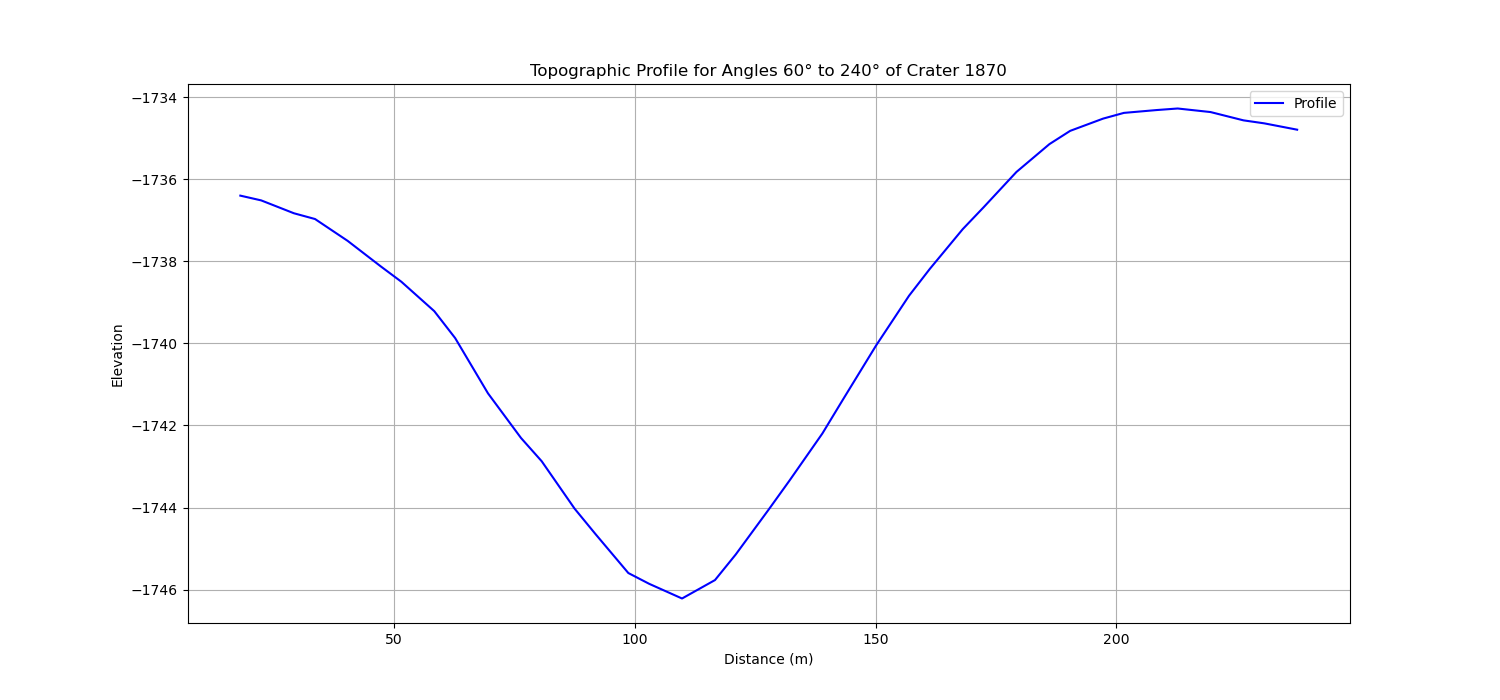 Topographic Profile for Angles 60° to 240° of Crater 1870
Profile
−1734
−1736
−1738
−1740
−1742
−1744
−1746
Elevation
50 100 150 200
Distance (m)